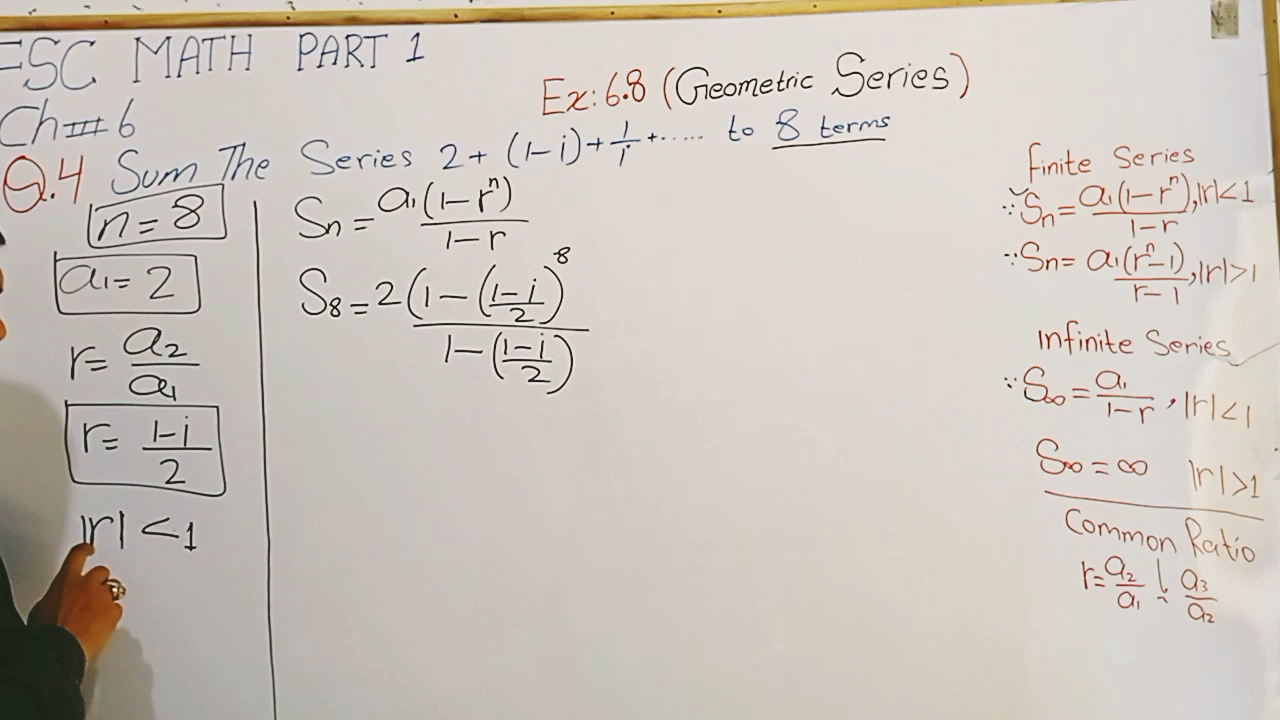 FSC MATH PART 1
Ch # 6
Ex: 6.8 (Geometric Series)
Q.4 Sum The Series 2 + (1-i) + 1/i + ..... to 8 terms
n = 8
a₁ = 2
r = a₂/a₁
r = (1-i)/2
|r| < 1
Sn = a₁(1-rⁿ)/(1-r)
S₈ = 2(1-((1-i)/2)⁸/(1-((1-i)/2))
Finite Series
∵ Sn = a₁(1-rⁿ)/(1-r), |r|<1
∵ Sn = a₁(rⁿ-1)/(r-1), |r|>1
Infinite Series
∵ S∞ = a₁/(1-r), |r|<1
S∞ = ∞ |r|>1
Common Ratio
r = a₂/a₁ ; a₃/a₂